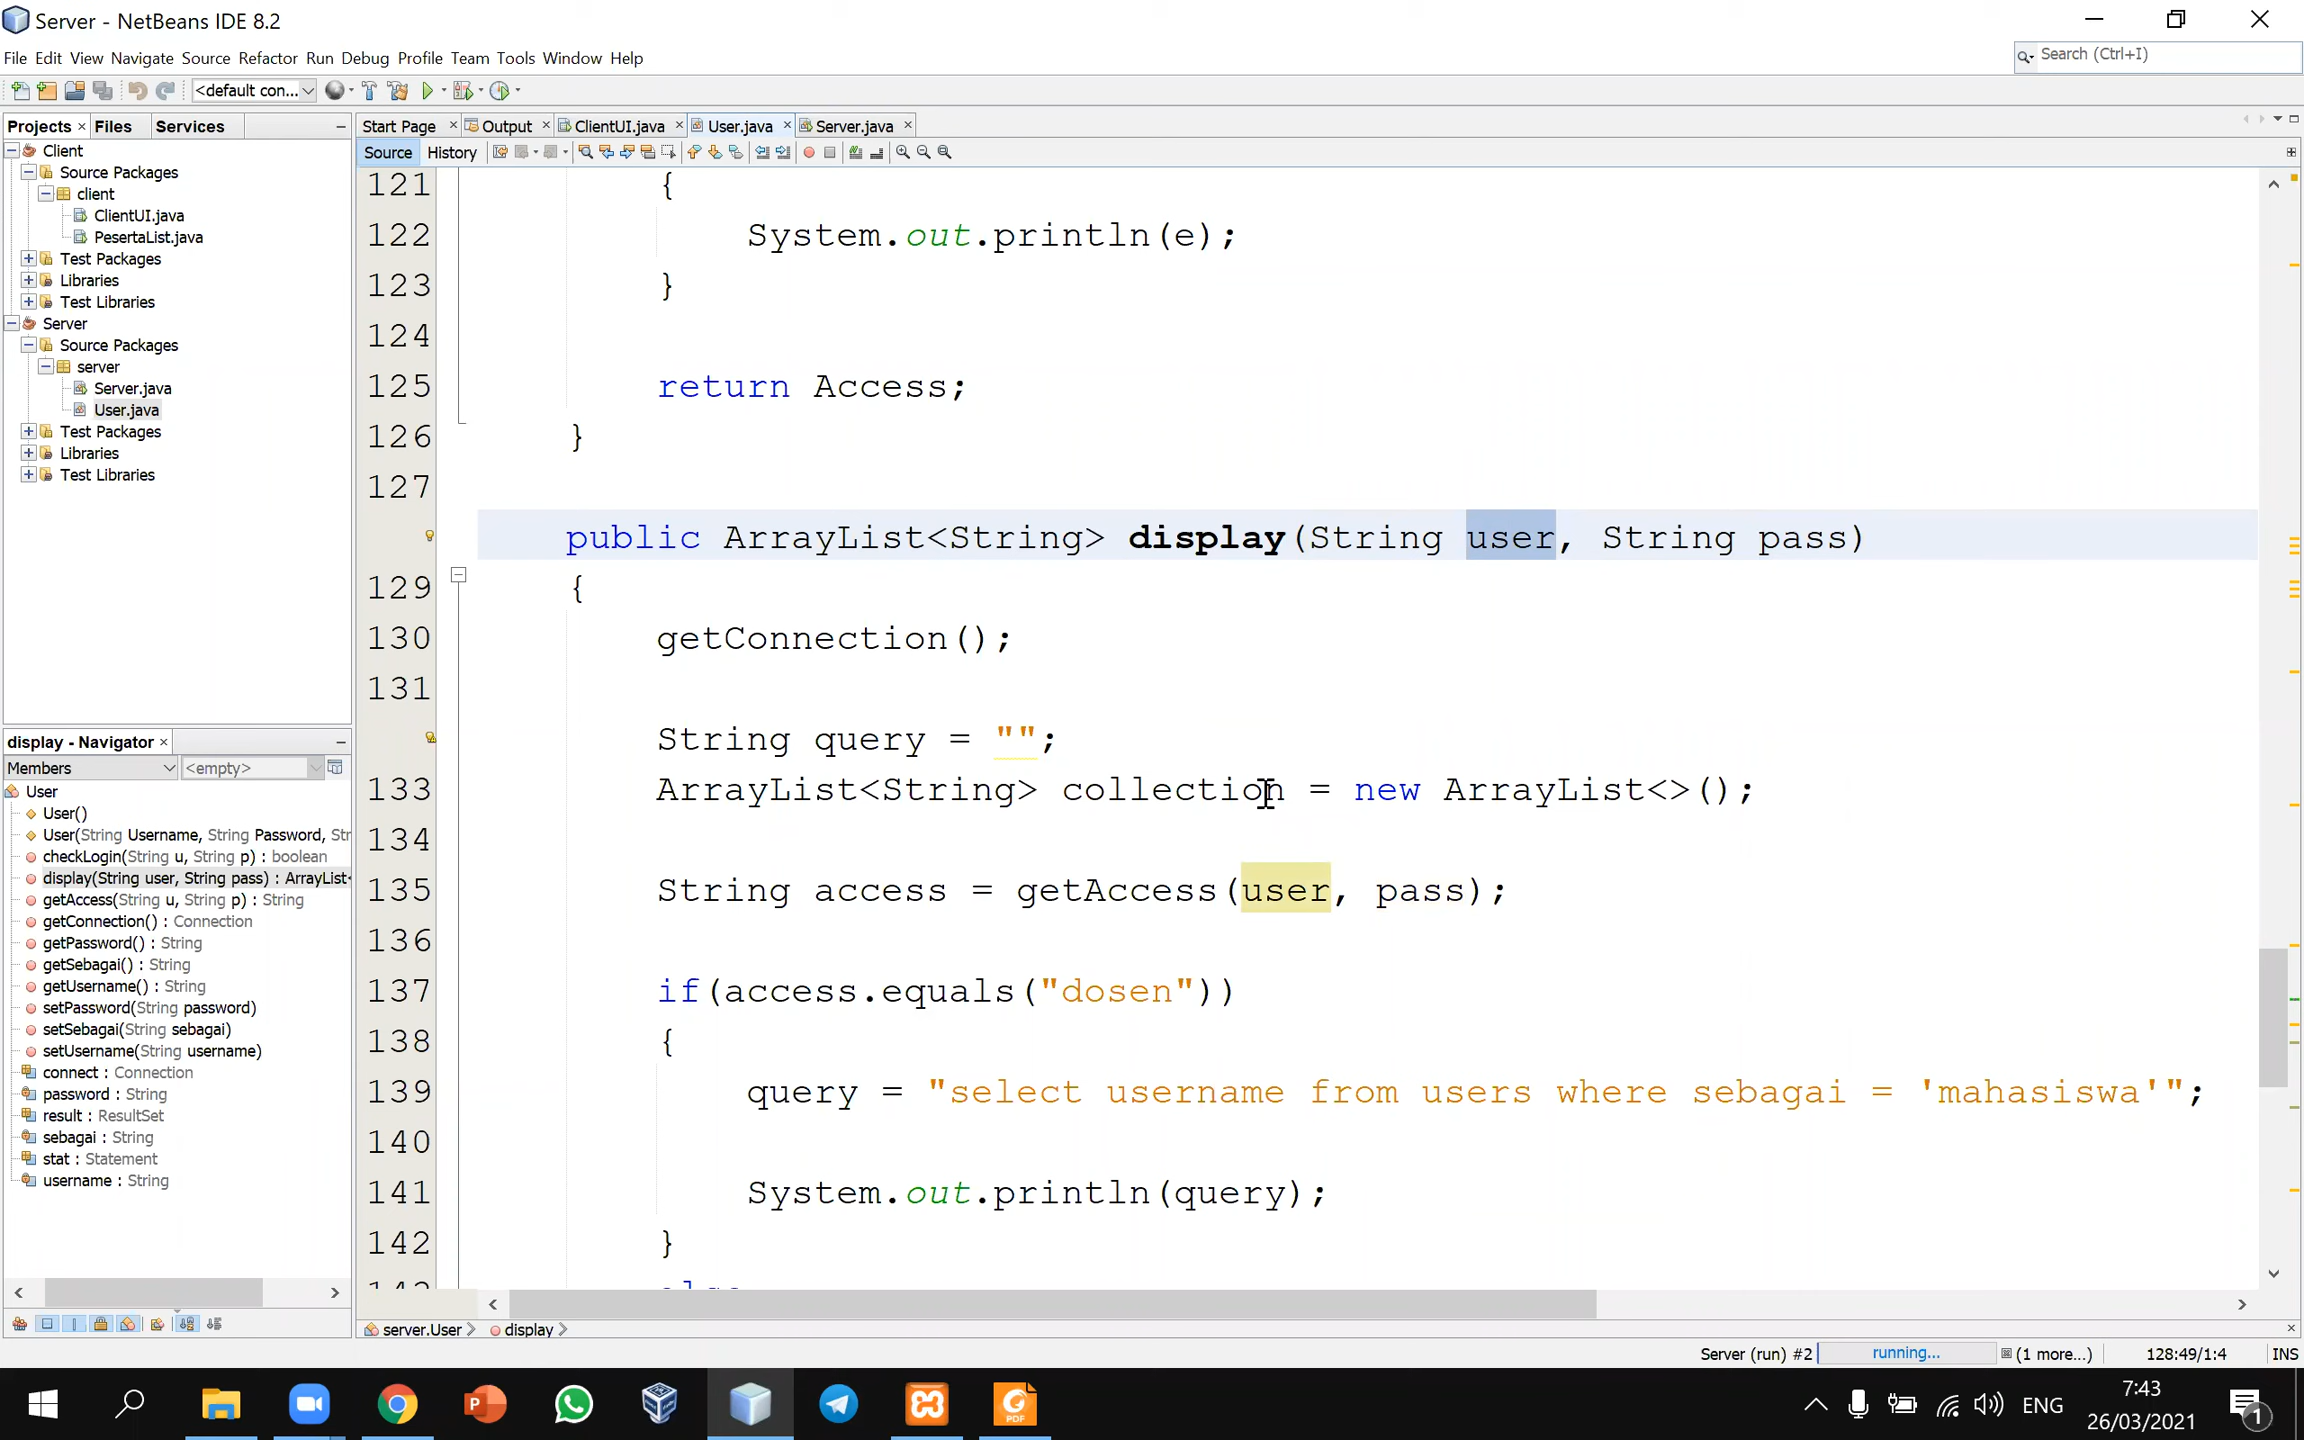 Server - NetBeans IDE 8.2
File Edit View Navigate Source Refactor Run Debug Profile Team Tools Window Help
Search (Ctrl+I)
<default con...
Projects Files Services
Start Page Output ClientUI.java User.java Server.java
Source History
Client
Source Packages
client
ClientUI.java
PesertaList.java
Test Packages
Libraries
Test Libraries
Server
Source Packages
server
Server.java
User.java
Test Packages
Libraries
Test Libraries
display - Navigator
Members <empty>
User
User()
User(String Username, String Password, Str
checkLogin(String u, String p) : boolean
display(String user, String pass) : ArrayList<
getAccess(String u, String p) : String
getConnection() : Connection
getPassword() : String
getSebagai() : String
getUsername() : String
setPassword(String password)
setSebagai(String sebagai)
setUsername(String username)
connect : Connection
password : String
result : ResultSet
sebagai : String
stat : Statement
username : String
121 {
122 System.out.println(e);
123 }
124
125 return Access;
126 }
127
public ArrayList<String> display(String user, String pass)
129 {
130 getConnection();
131
String query = "";
133 ArrayList<String> collection = new ArrayList<>();
134
135 String access = getAccess(user, pass);
136
137 if(access.equals("dosen"))
138 {
139 query = "select username from users where sebagai = 'mahasiswa'";
140
141 System.out.println(query);
142 }
143 else
server.User display
Server (run) #2 running... (1 more...) 128:49/1:4 INS
PDF
ENG
7:43
26/03/2021
1